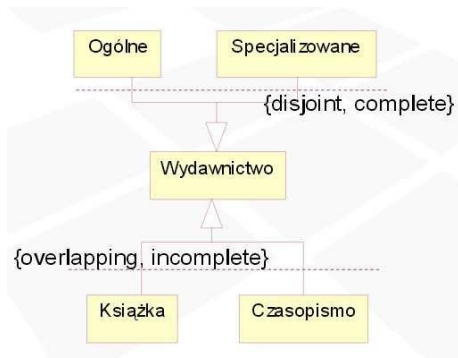 Ogólne
Specjalizowane
{disjoint, complete}
Wydawnictwo
{overlapping, incomplete}
Książka
Czasopismo